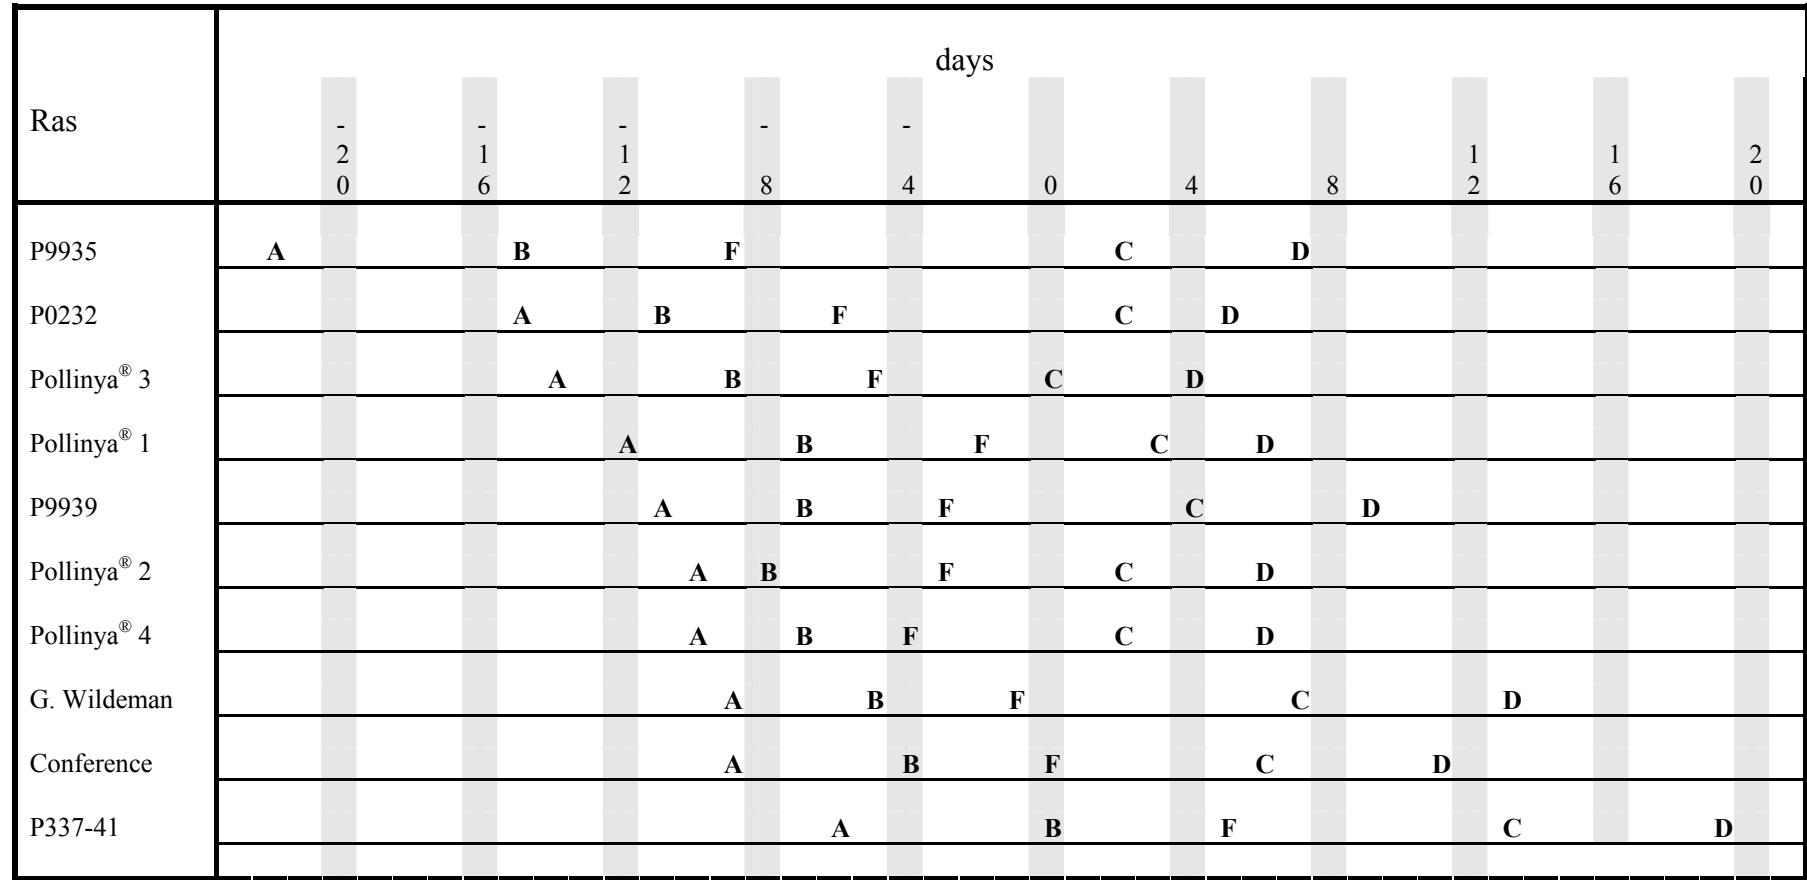 days
Ras
-20 -16 -12 -8 -4 0 4 8 12 16 20
P9935 A B F C D
P0232 A B F C D
Pollinya® 3 A B F C D
Pollinya® 1 A B F C D
P9939 A B F C D
Pollinya® 2 A B F C D
Pollinya® 4 A B F C D
G. Wildeman A B F C D
Conference A B F C D
P337-41 A B F C D